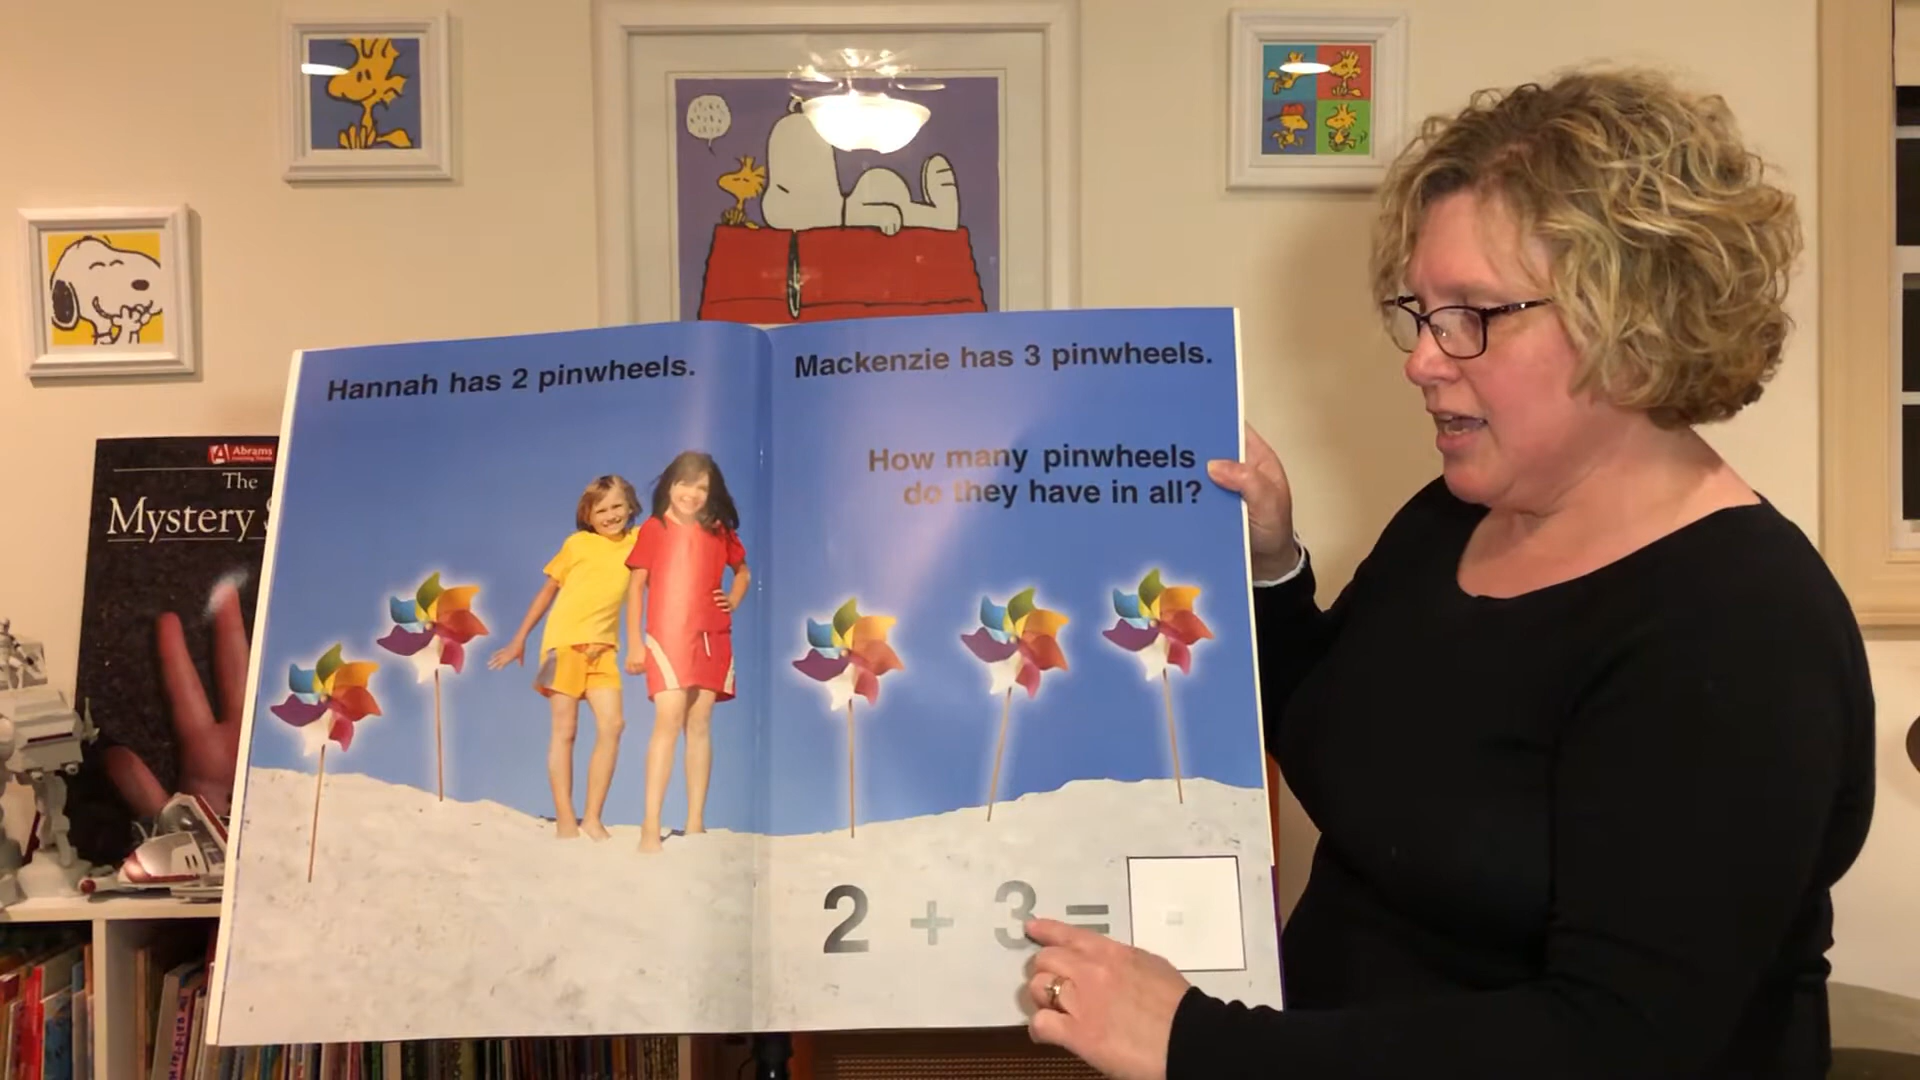 Abrams
The
Mystery
Hannah has 2 pinwheels.
Mackenzie has 3 pinwheels.
How many pinwheels
do they have in all?
2 + 3 =